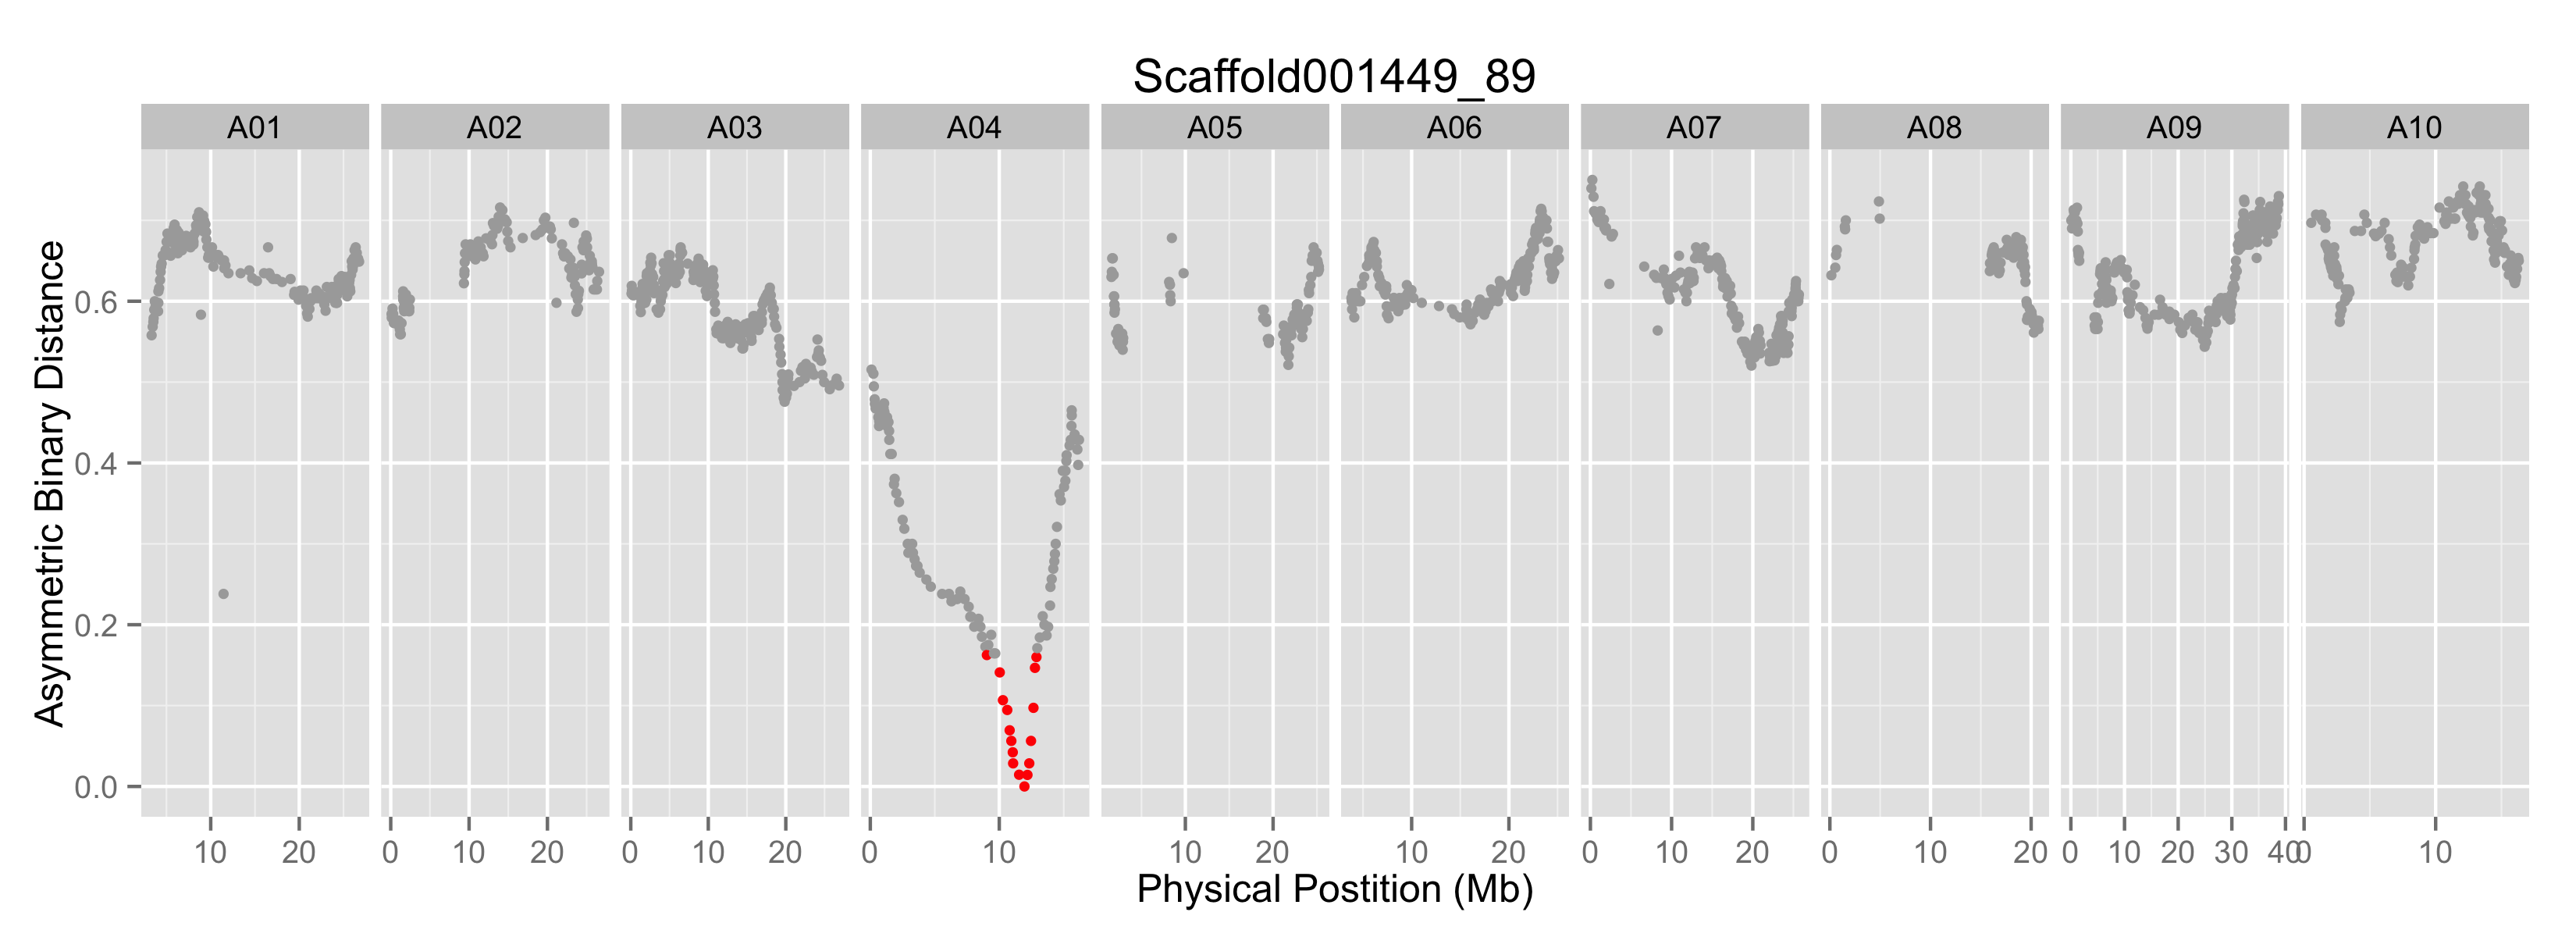 Scaffold001449_89
A01 A02 A03 A04 A05 A06 A07 A08 A09 A10
Asymmetric Binary Distance
0.6
0.4
0.2
0.0
10 20 0 10 20 0 10 20 0 10 10 20 10 20 0 10 20 0 10 20 0 10 20 30 40 0 10
Physical Postition (Mb)